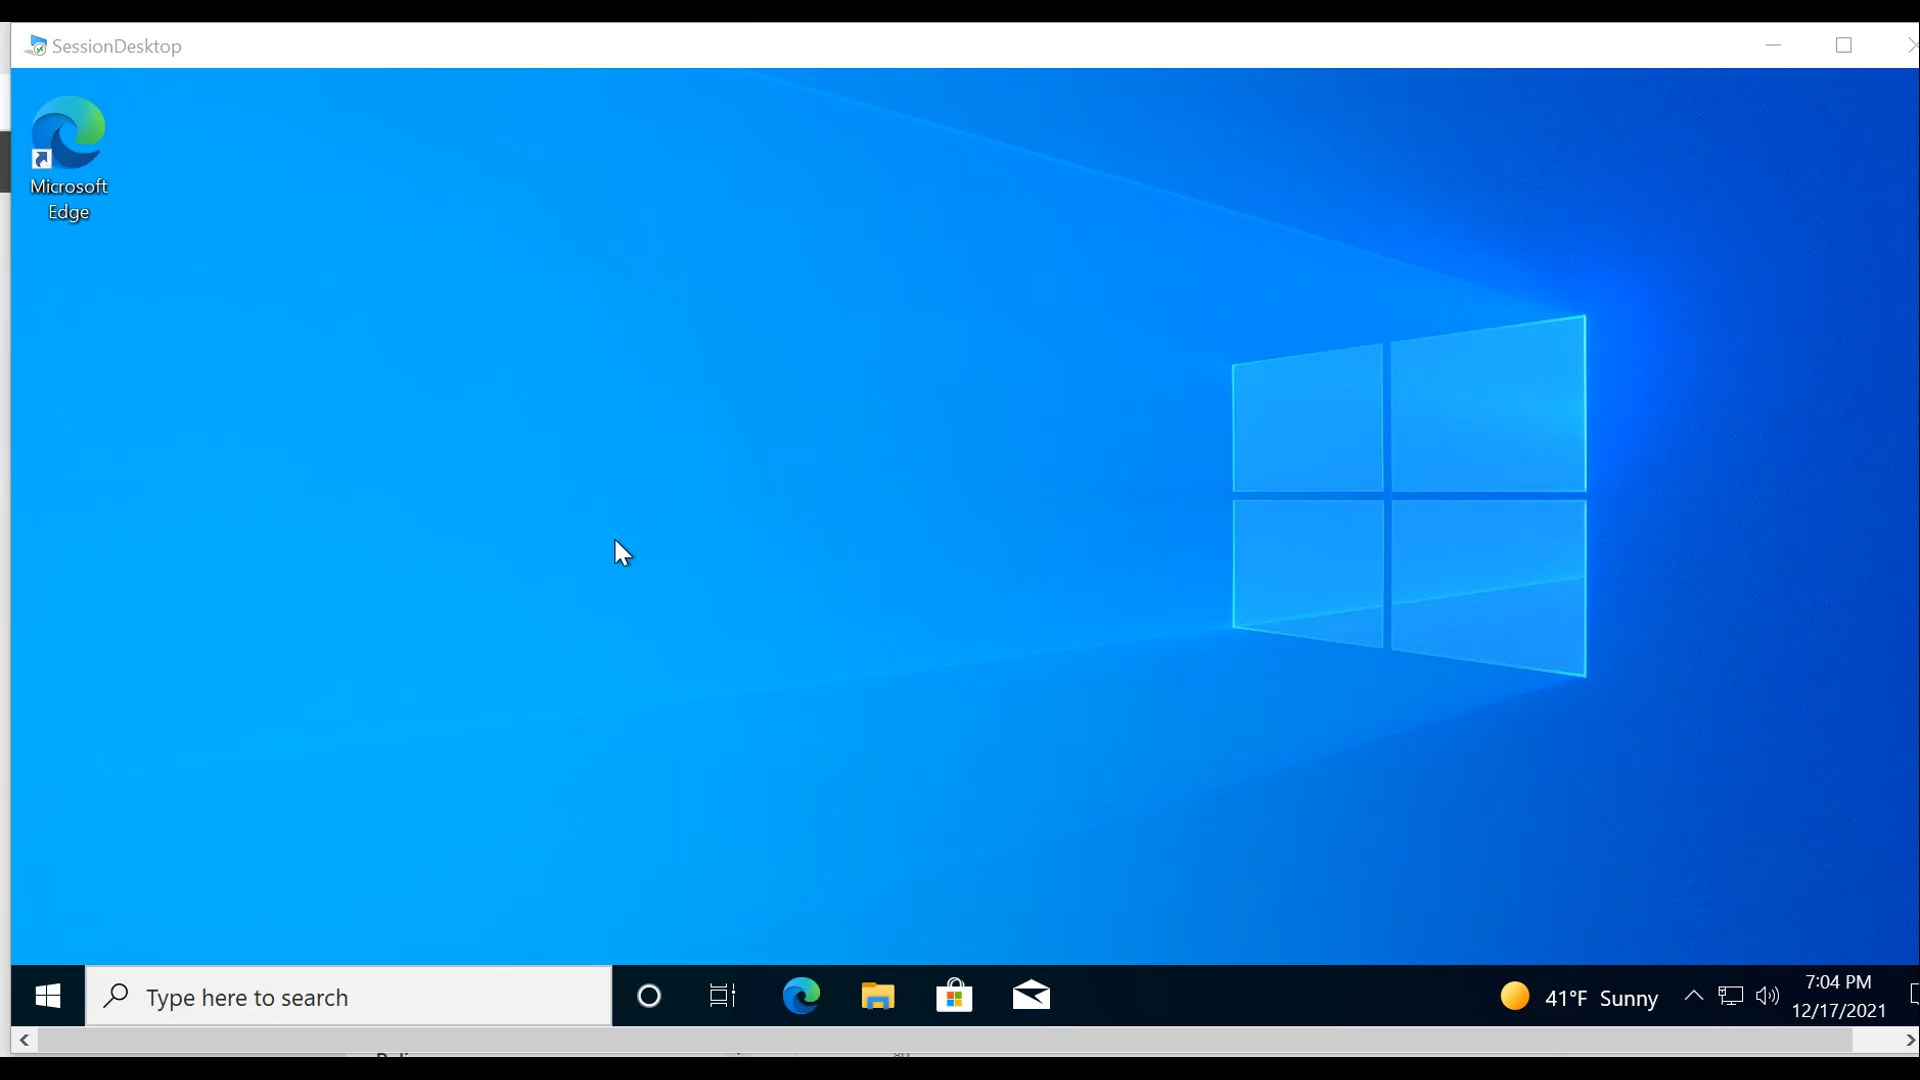 SessionDesktop
Microsoft
Edge
Type here to search
41°F Sunny
7:04 PM
12/17/2021